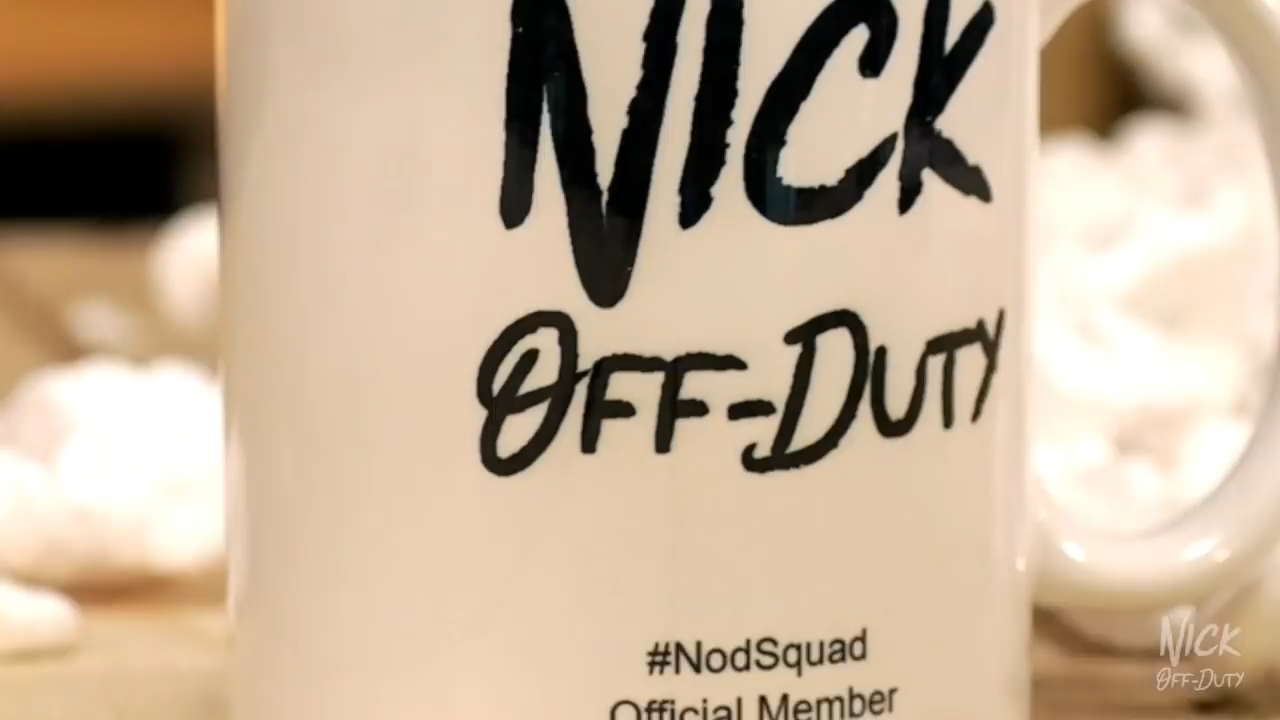 NICK
OFF-DUTY
#NodSquad
Official Member
NICK
OFF-DUTY